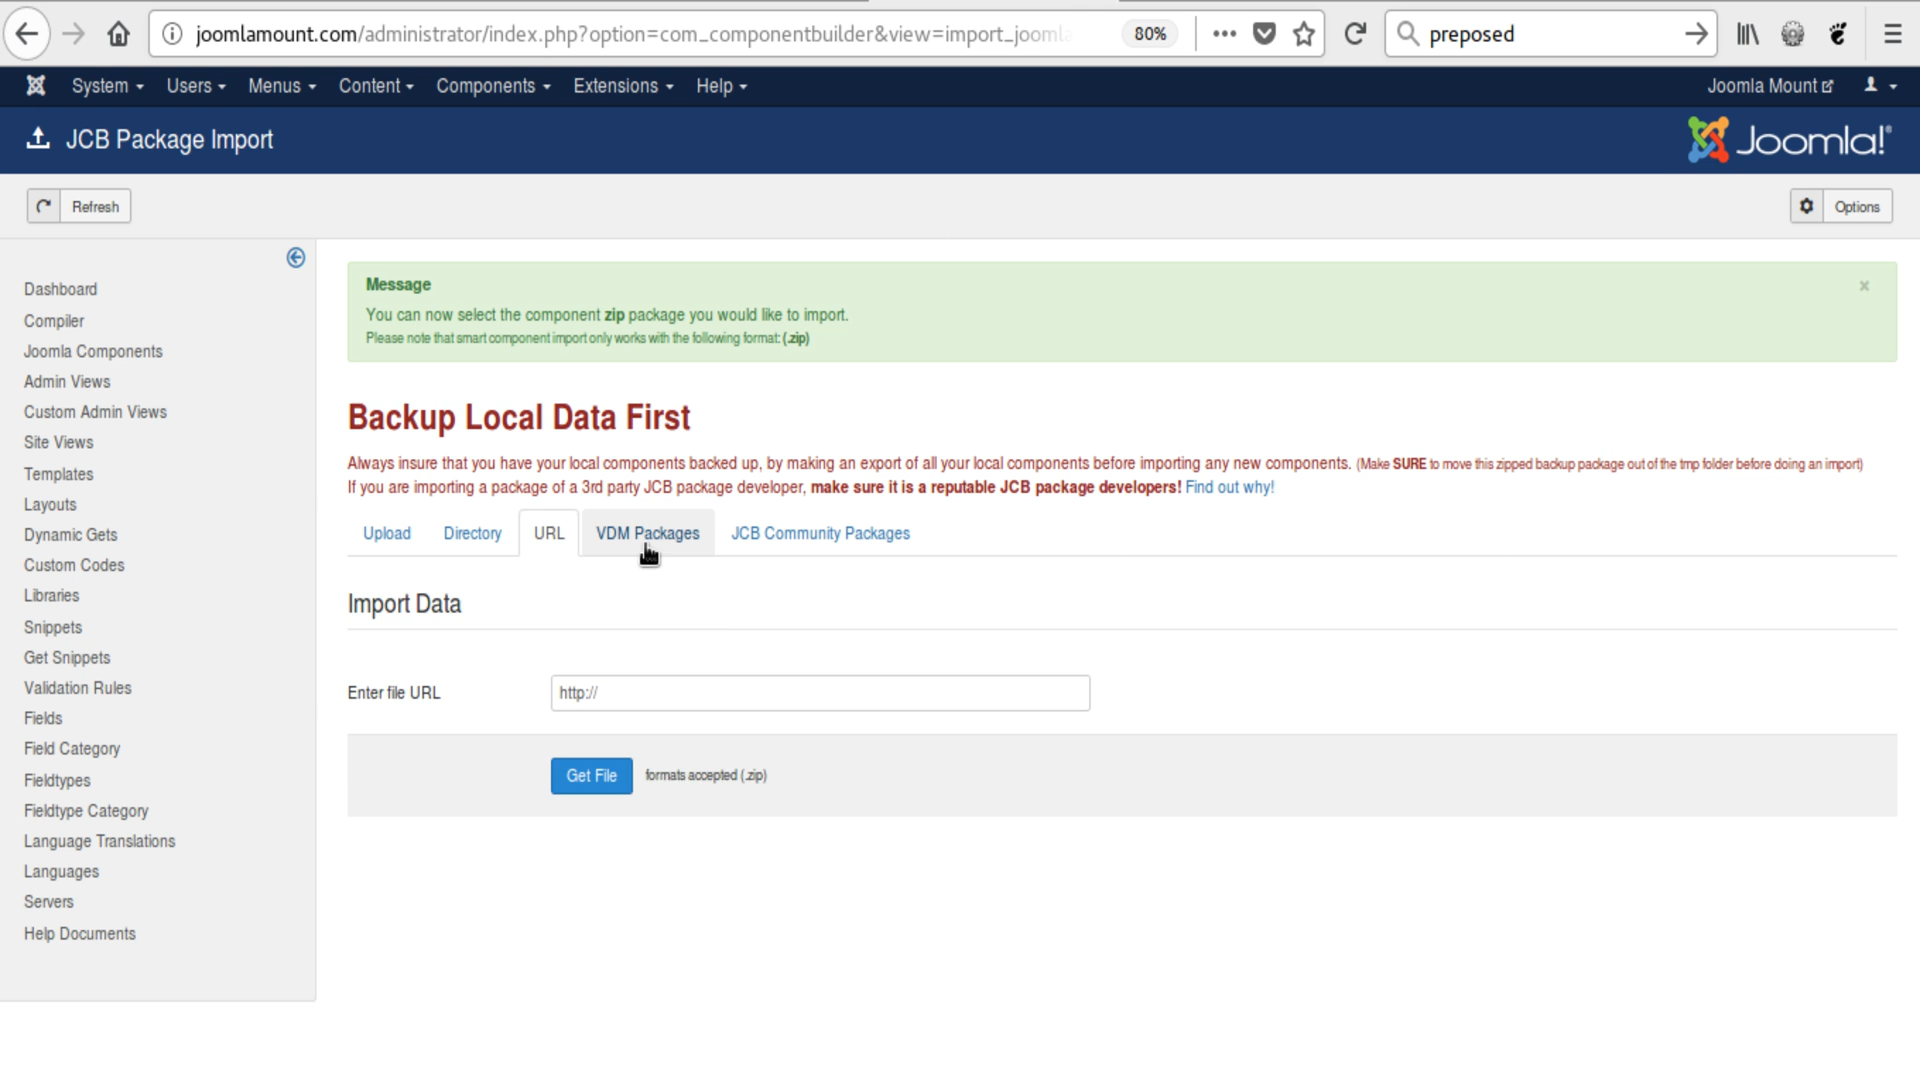 joomlamount.com/administrator/index.php?option=com_componentbuilder&view=import_jooml
80%
preposed
System Users Menus Content Components Extensions Help
Joomla Mount
JCB Package Import
Joomla!®
Refresh
Options
Dashboard
Compiler
Joomla Components
Admin Views
Custom Admin Views
Site Views
Templates
Layouts
Dynamic Gets
Custom Codes
Libraries
Snippets
Get Snippets
Validation Rules
Fields
Field Category
Fieldtypes
Fieldtype Category
Language Translations
Languages
Servers
Help Documents
Message
×
You can now select the component zip package you would like to import.
Please note that smart component import only works with the following format: (.zip)
Backup Local Data First
Always insure that you have your local components backed up, by making an export of all your local components before importing any new components. (Make SURE to move this zipped backup package out of the tmp folder before doing an import)
If you are importing a package of a 3rd party JCB package developer, make sure it is a reputable JCB package developers! Find out why!
Upload Directory URL VDM Packages JCB Community Packages
Import Data
Enter file URL
http://
Get File
formats accepted (.zip)